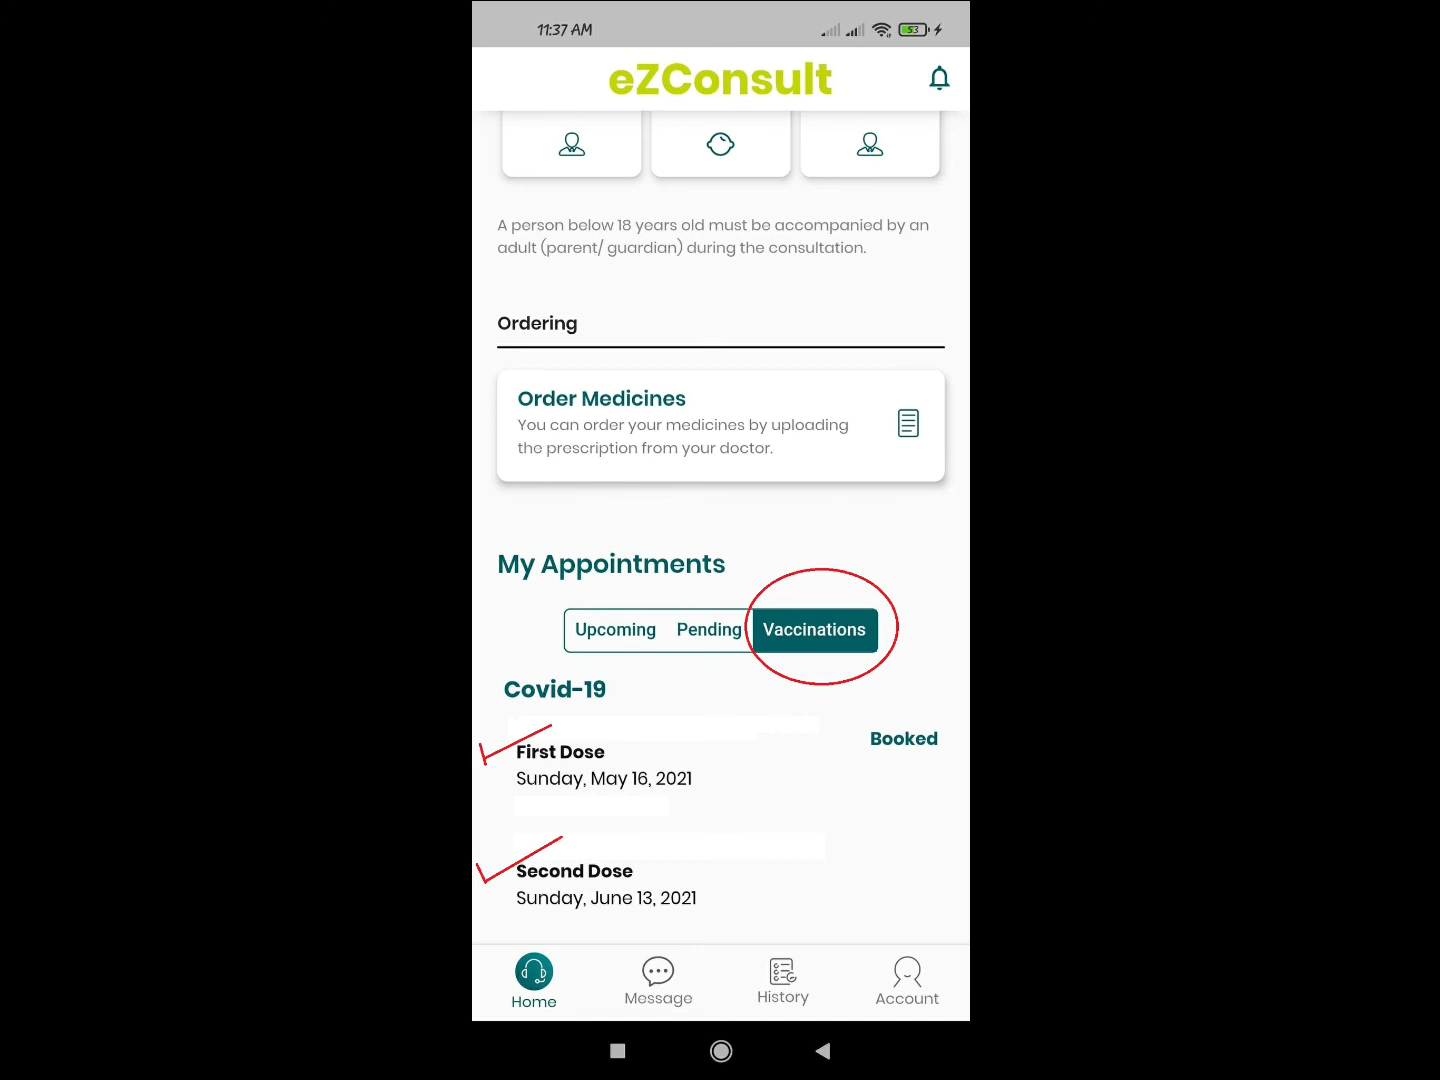 11:37 AM
53
eZConsult
A person below 18 years old must be accompanied by an
adult (parent/ guardian) during the consultation.
Ordering
Order Medicines
You can order your medicines by uploading
the prescription from your doctor.
My Appointments
Upcoming Pending Vaccinations
Covid-19
Booked
First Dose
Sunday, May 16, 2021
Second Dose
Sunday, June 13, 2021
Home Message History Account